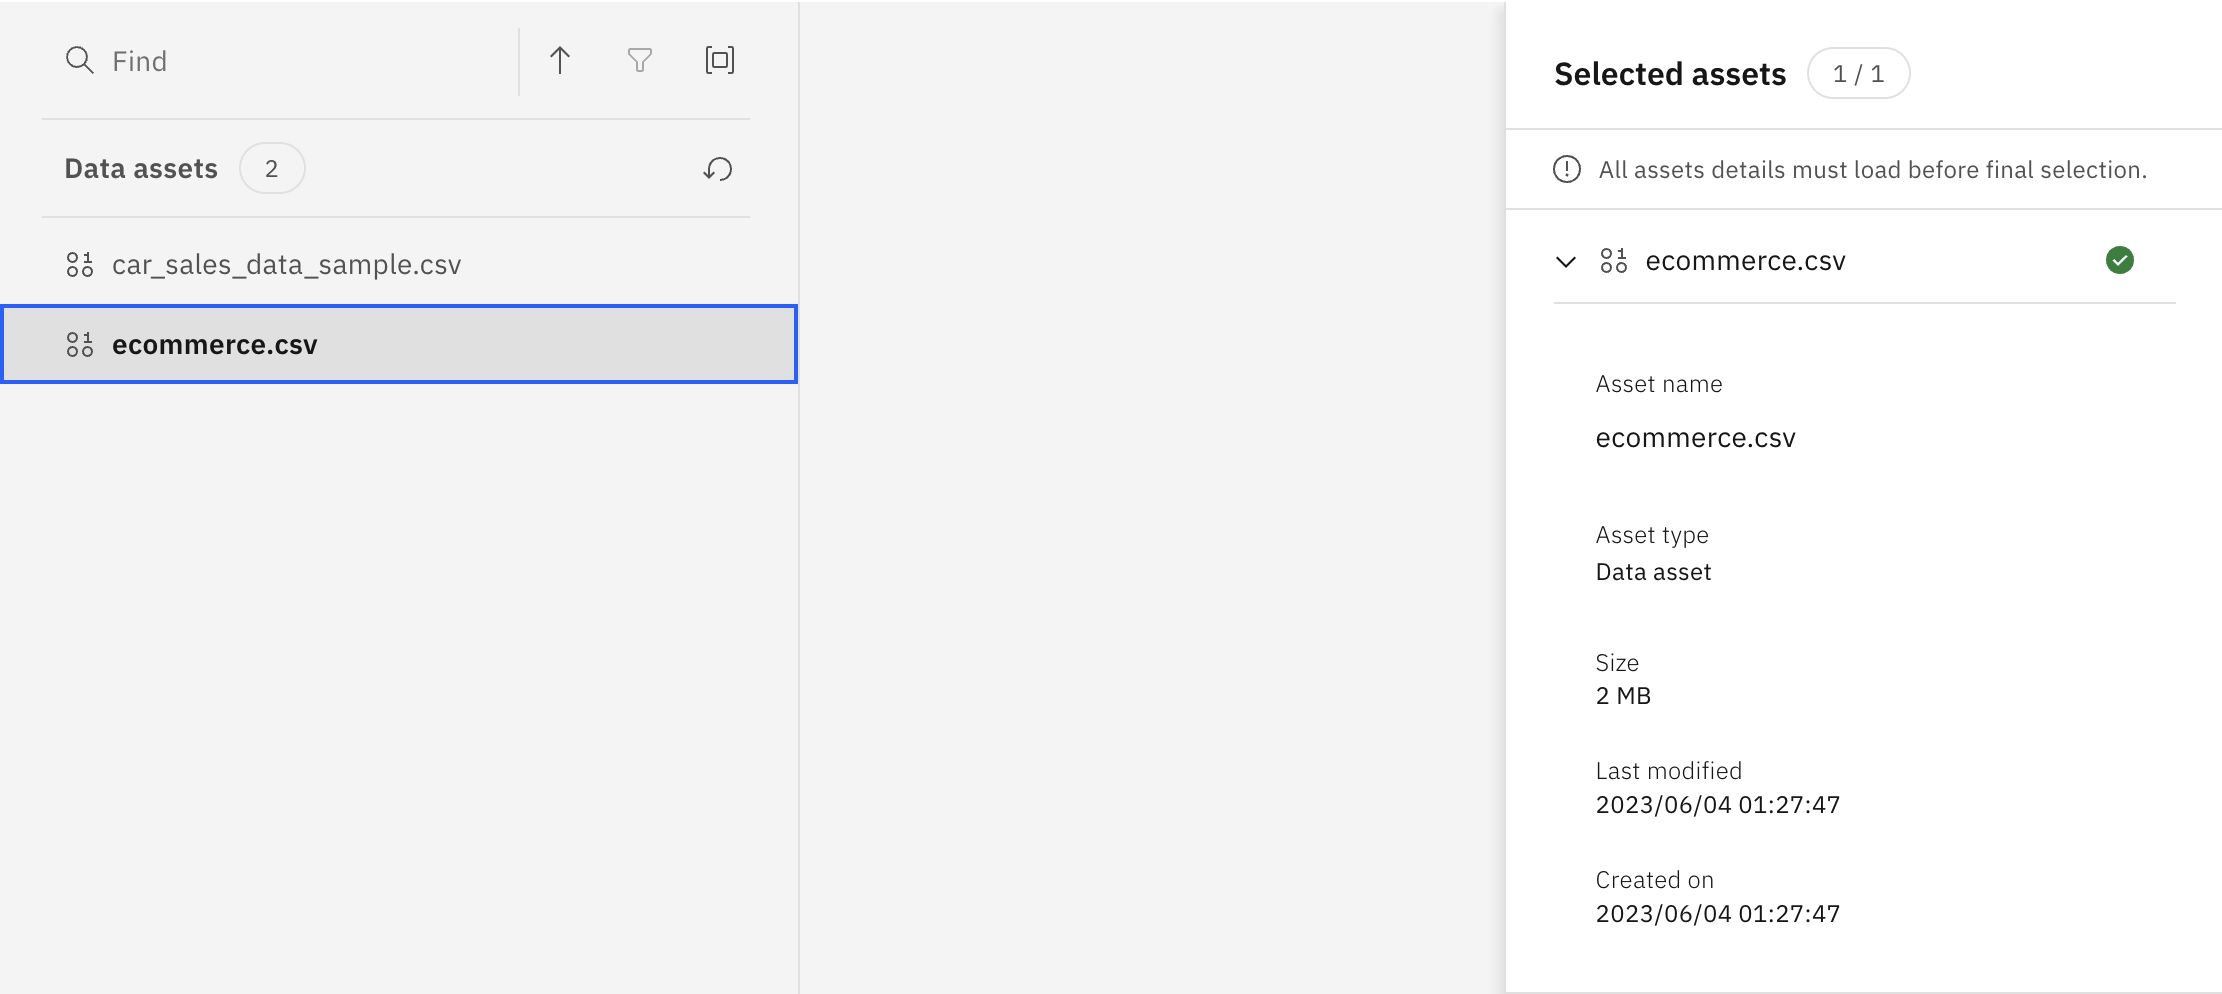 Find
Data assets 2
car_sales_data_sample.csv
ecommerce.csv
Selected assets 1 / 1
All assets details must load before final selection.
ecommerce.csv
Asset name
ecommerce.csv
Asset type
Data asset
Size
2 MB
Last modified
2023/06/04 01:27:47
Created on
2023/06/04 01:27:47